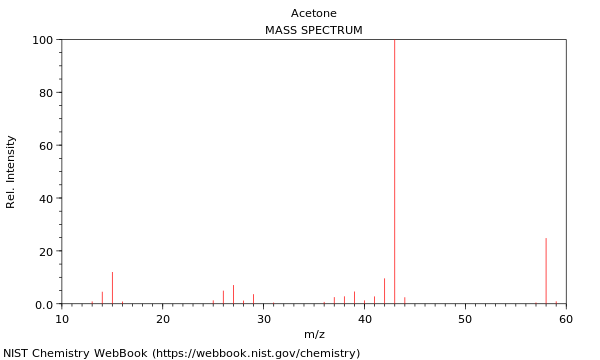 Acetone
MASS SPECTRUM
100
80
60
40
20
0.0
Rel. Intensity
10 20 30 40 50 60
m/z
NIST Chemistry WebBook (https://webbook.nist.gov/chemistry)